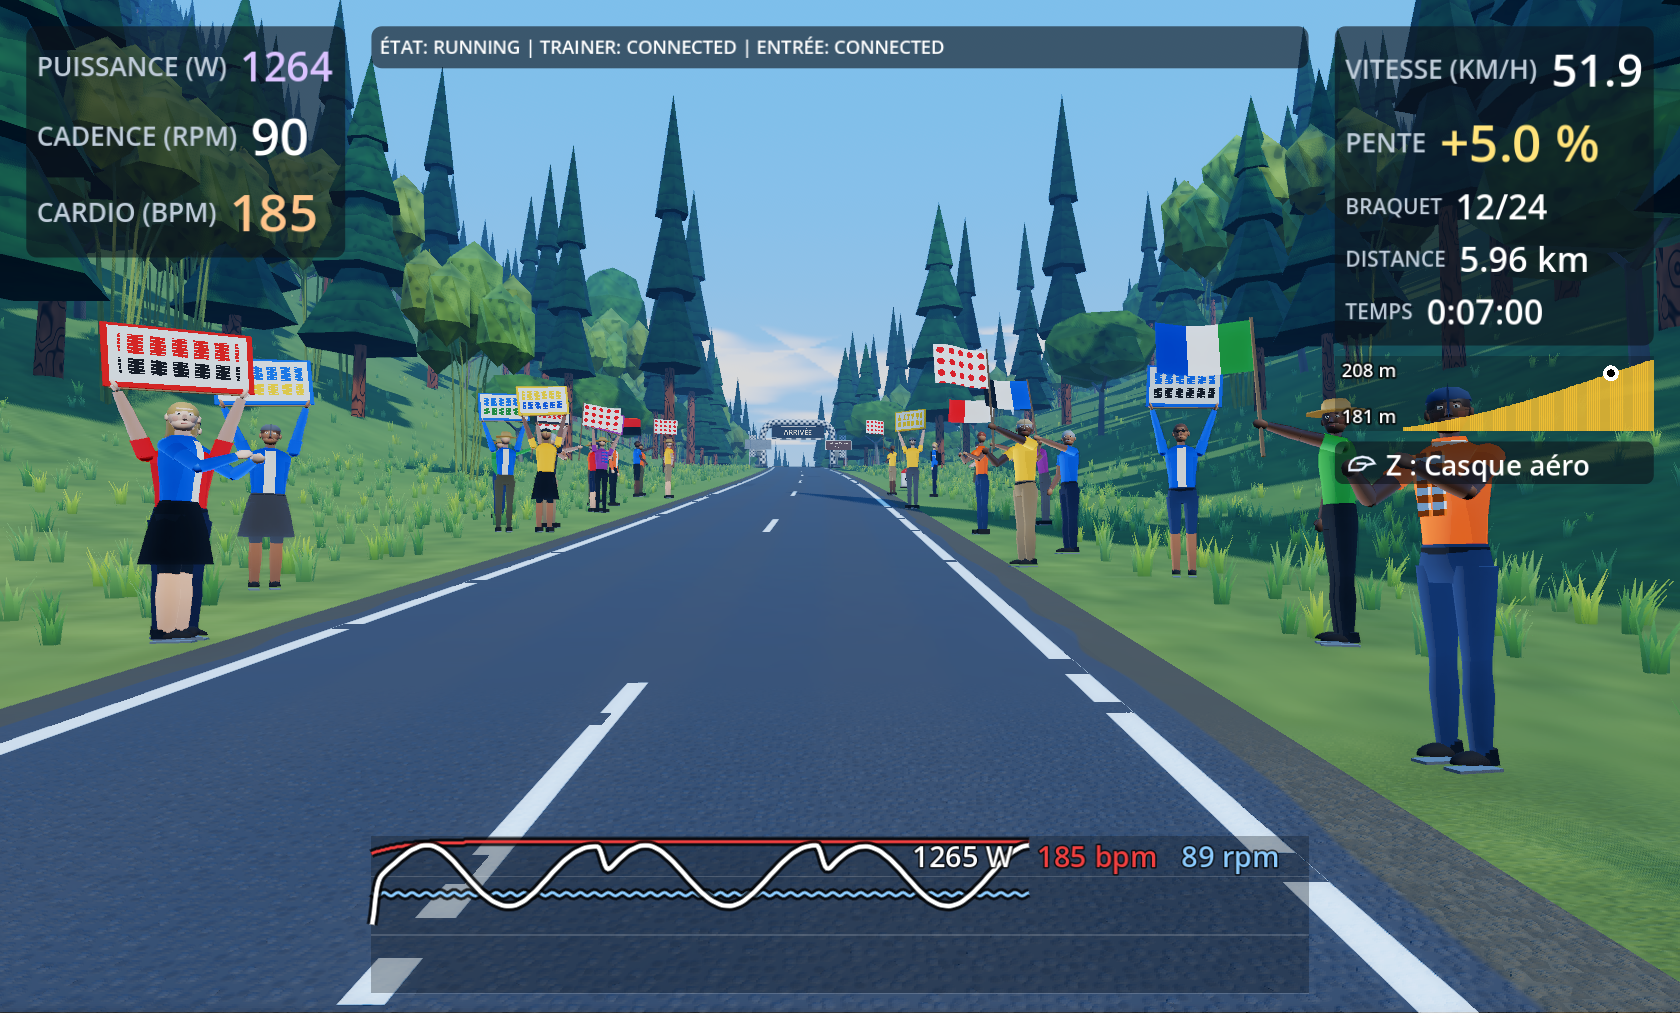 PUISSANCE (W) 1264
CADENCE (RPM) 90
CARDIO (BPM) 185
ÉTAT: RUNNING | TRAINER: CONNECTED | ENTRÉE: CONNECTED
VITESSE (KM/H) 51.9
PENTE +5.0 %
BRAQUET 12/24
DISTANCE 5.96 km
TEMPS 0:07:00
208 m
181 m
Z : Casque aéro
ARRIVÉE
1265 W 185 bpm 89 rpm